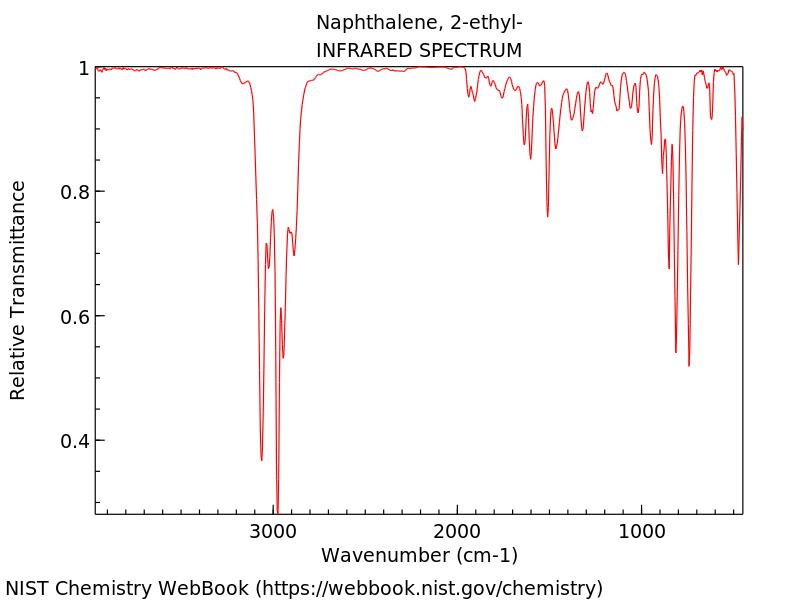 Naphthalene, 2-ethyl-
INFRARED SPECTRUM
1
0.8
0.6
0.4
Relative Transmittance
3000 2000 1000
Wavenumber (cm-1)
NIST Chemistry WebBook (https://webbook.nist.gov/chemistry)